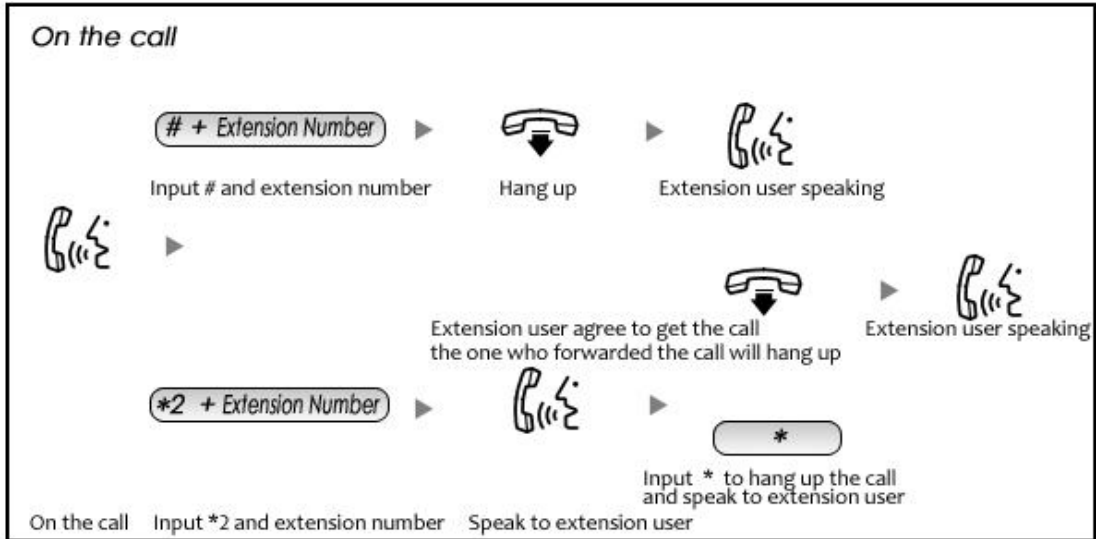 On the call
# + Extension Number
Input # and extension number
Hang up
Extension user speaking
Extension user agree to get the call
the one who forwarded the call will hang up
Extension user speaking
*2 + Extension Number
*
Input * to hang up the call
and speak to extension user
On the call
Input *2 and extension number
Speak to extension user